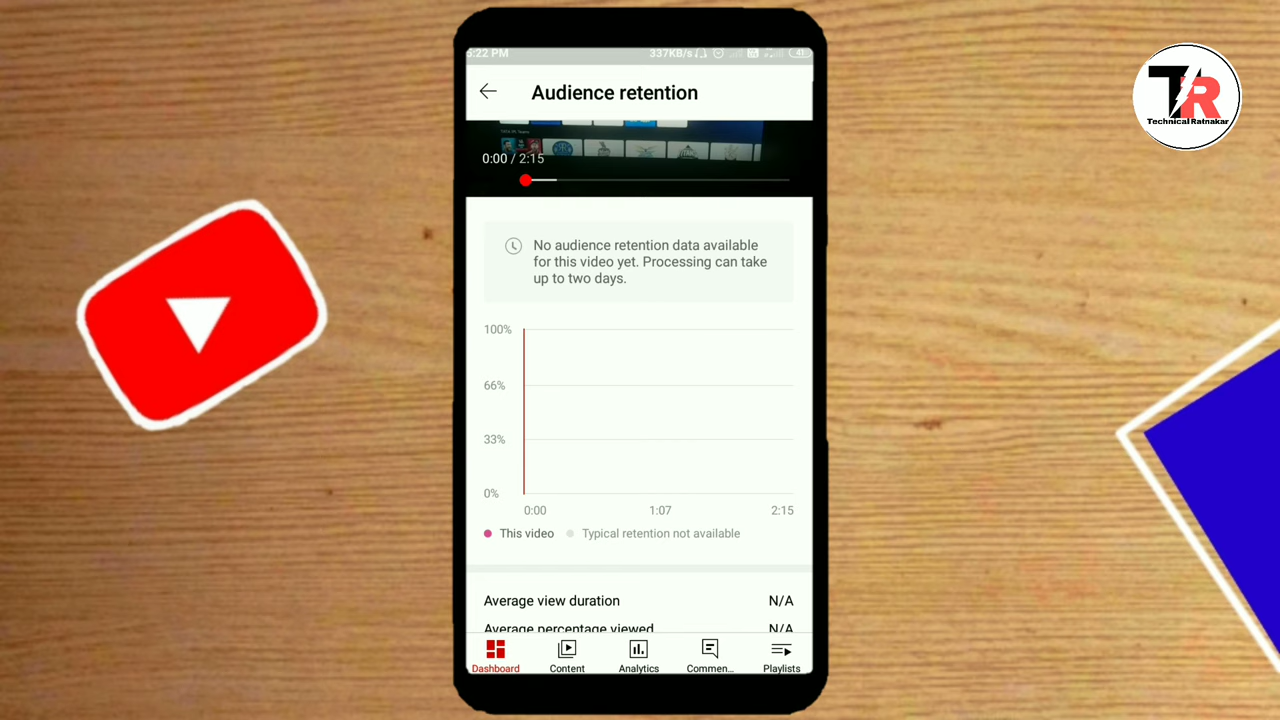 5:22 PM
337KB/s
41
Audience retention
0:00 / 2:15
No audience retention data available
for this video yet. Processing can take
up to two days.
100%
66%
33%
0%
0:00
1:07
2:15
This video
Typical retention not available
Average view duration
N/A
Average percentage viewed
N/A
Dashboard
Content
Analytics
Commen...
Playlists
TR
Technical Ratnakar